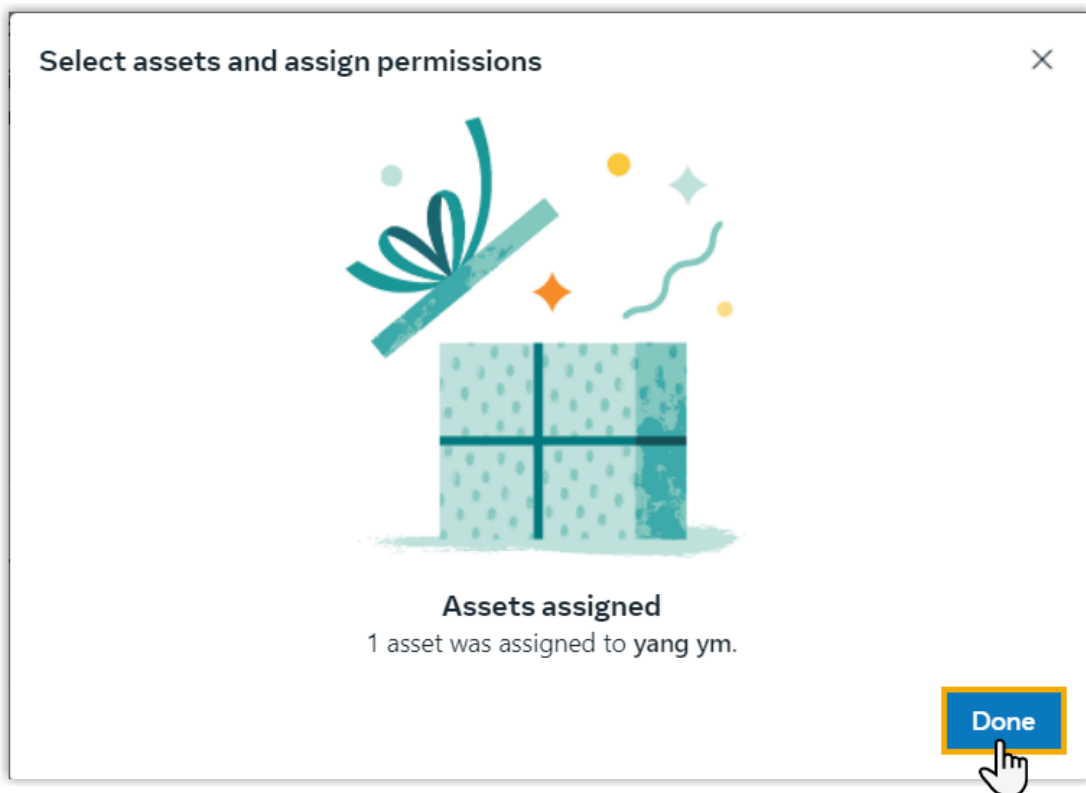 Select assets and assign permissions
Assets assigned
1 asset was assigned to yang ym.
Done